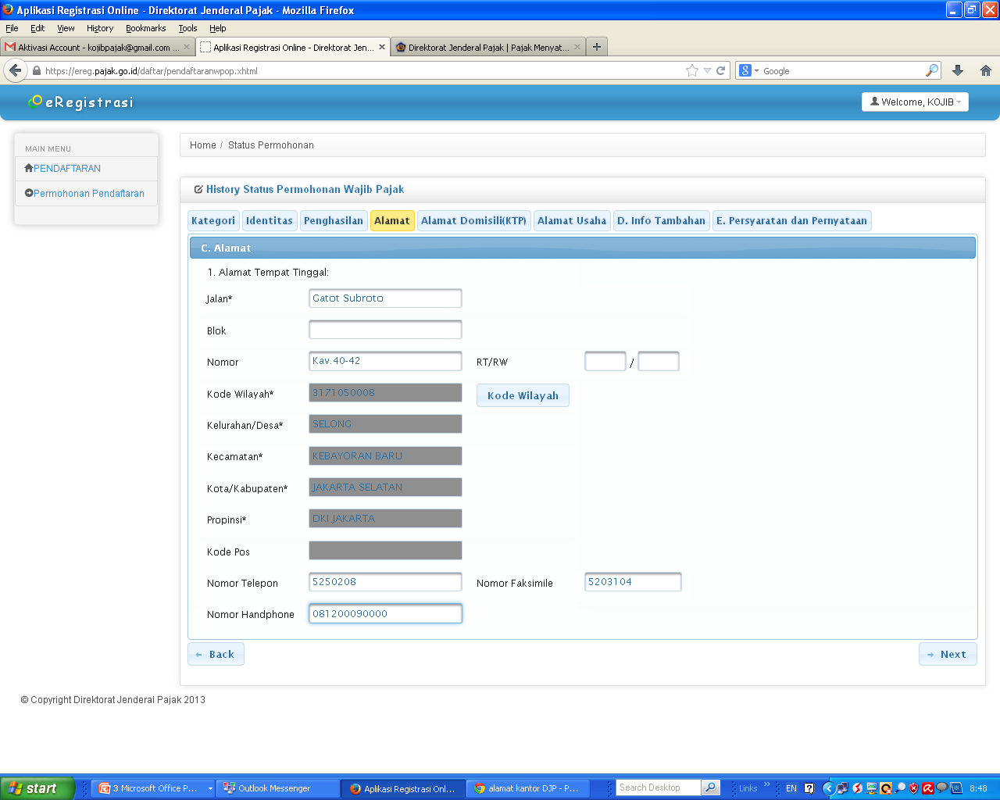 Aplikasi Registrasi Online - Direktorat Jenderal Pajak - Mozilla Firefox
File Edit View History Bookmarks Tools Help
Aktivasi Account - kojibpajak@gmail.com ... Aplikasi Registrasi Online - Direktorat Jen... Direktorat Jenderal Pajak | Pajak Menyat...
https://ereg.pajak.go.id/daftar/pendaftaranwpop.xhtml Google
eRegistrasi Welcome, KOJIB
MAIN MENU
PENDAFTARAN
Permohonan Pendaftaran
Home / Status Permohonan
History Status Permohonan Wajib Pajak
Kategori Identitas Penghasilan Alamat Alamat Domisili(KTP) Alamat Usaha D. Info Tambahan E. Persyaratan dan Pernyataan
C. Alamat
1. Alamat Tempat Tinggal:
Jalan* Gatot Subroto
Blok
Nomor Kav.40-42 RT/RW /
Kode Wilayah* 3171050008 Kode Wilayah
Kelurahan/Desa* SELONG
Kecamatan* KEBAYORAN BARU
Kota/Kabupaten* JAKARTA SELATAN
Propinsi* DKI JAKARTA
Kode Pos
Nomor Telepon 5250208 Nomor Faksimile 5203104
Nomor Handphone 081200090000
Back Next
© Copyright Direktorat Jenderal Pajak 2013
start 3 Microsoft Office P... Outlook Messenger Aplikasi Registrasi Onl... alamat kantor DJP - P... Search Desktop Links EN 8:48